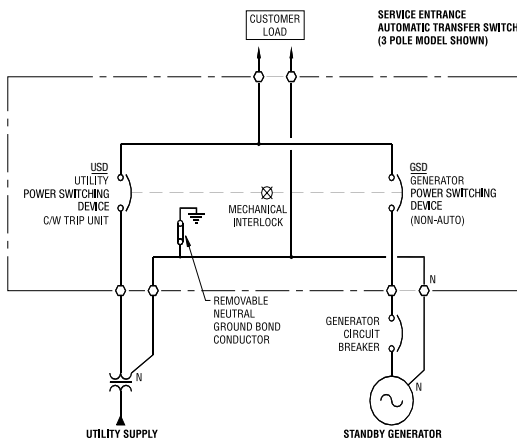 CUSTOMER
LOAD
SERVICE ENTRANCE
AUTOMATIC TRANSFER SWITCH
(3 POLE MODEL SHOWN)
USD
UTILITY
POWER SWITCHING
DEVICE
C/W TRIP UNIT
MECHANICAL
INTERLOCK
GSD
GENERATOR
POWER SWITCHING
DEVICE
(NON-AUTO)
N
REMOVABLE
NEUTRAL
GROUND BOND
CONDUCTOR
GENERATOR
CIRCUIT
BREAKER
N
N
UTILITY SUPPLY
STANDBY GENERATOR